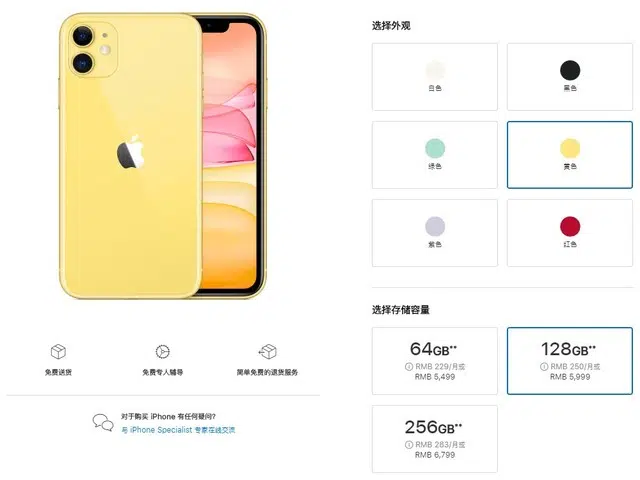 选择外观
白色
黑色
绿色
黄色
紫色
红色
选择存储容量
64GB**
RMB 229/月或
RMB 5,499
128GB**
RMB 250/月或
RMB 5,999
256GB**
RMB 283/月或
RMB 6,799
免费送货
免费专人辅导
简单免费的退货服务
对于购买 iPhone 有任何疑问？
与 iPhone Specialist 专家在线交流